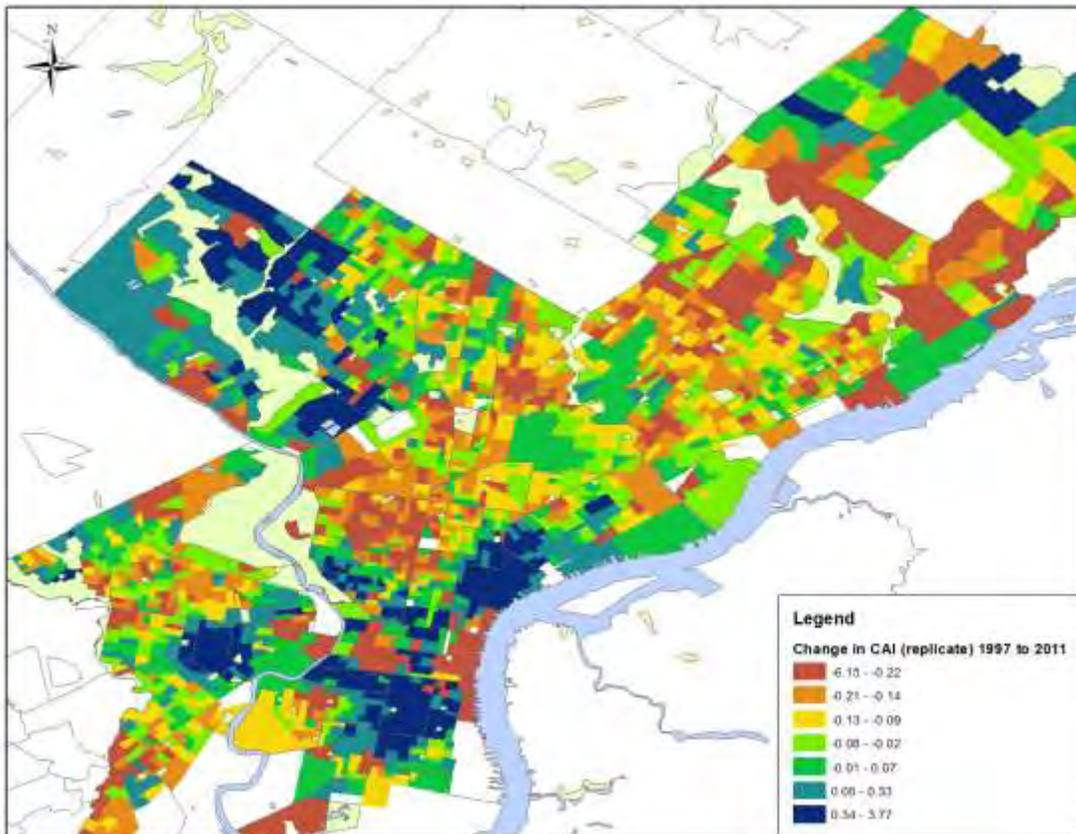 N
Legend
Change in CAI (replicate) 1997 to 2011
-6.15 - -0.22
-0.21 - -0.14
-0.13 - -0.09
-0.08 - -0.02
-0.01 - 0.07
0.08 - 0.33
0.34 - 3.77